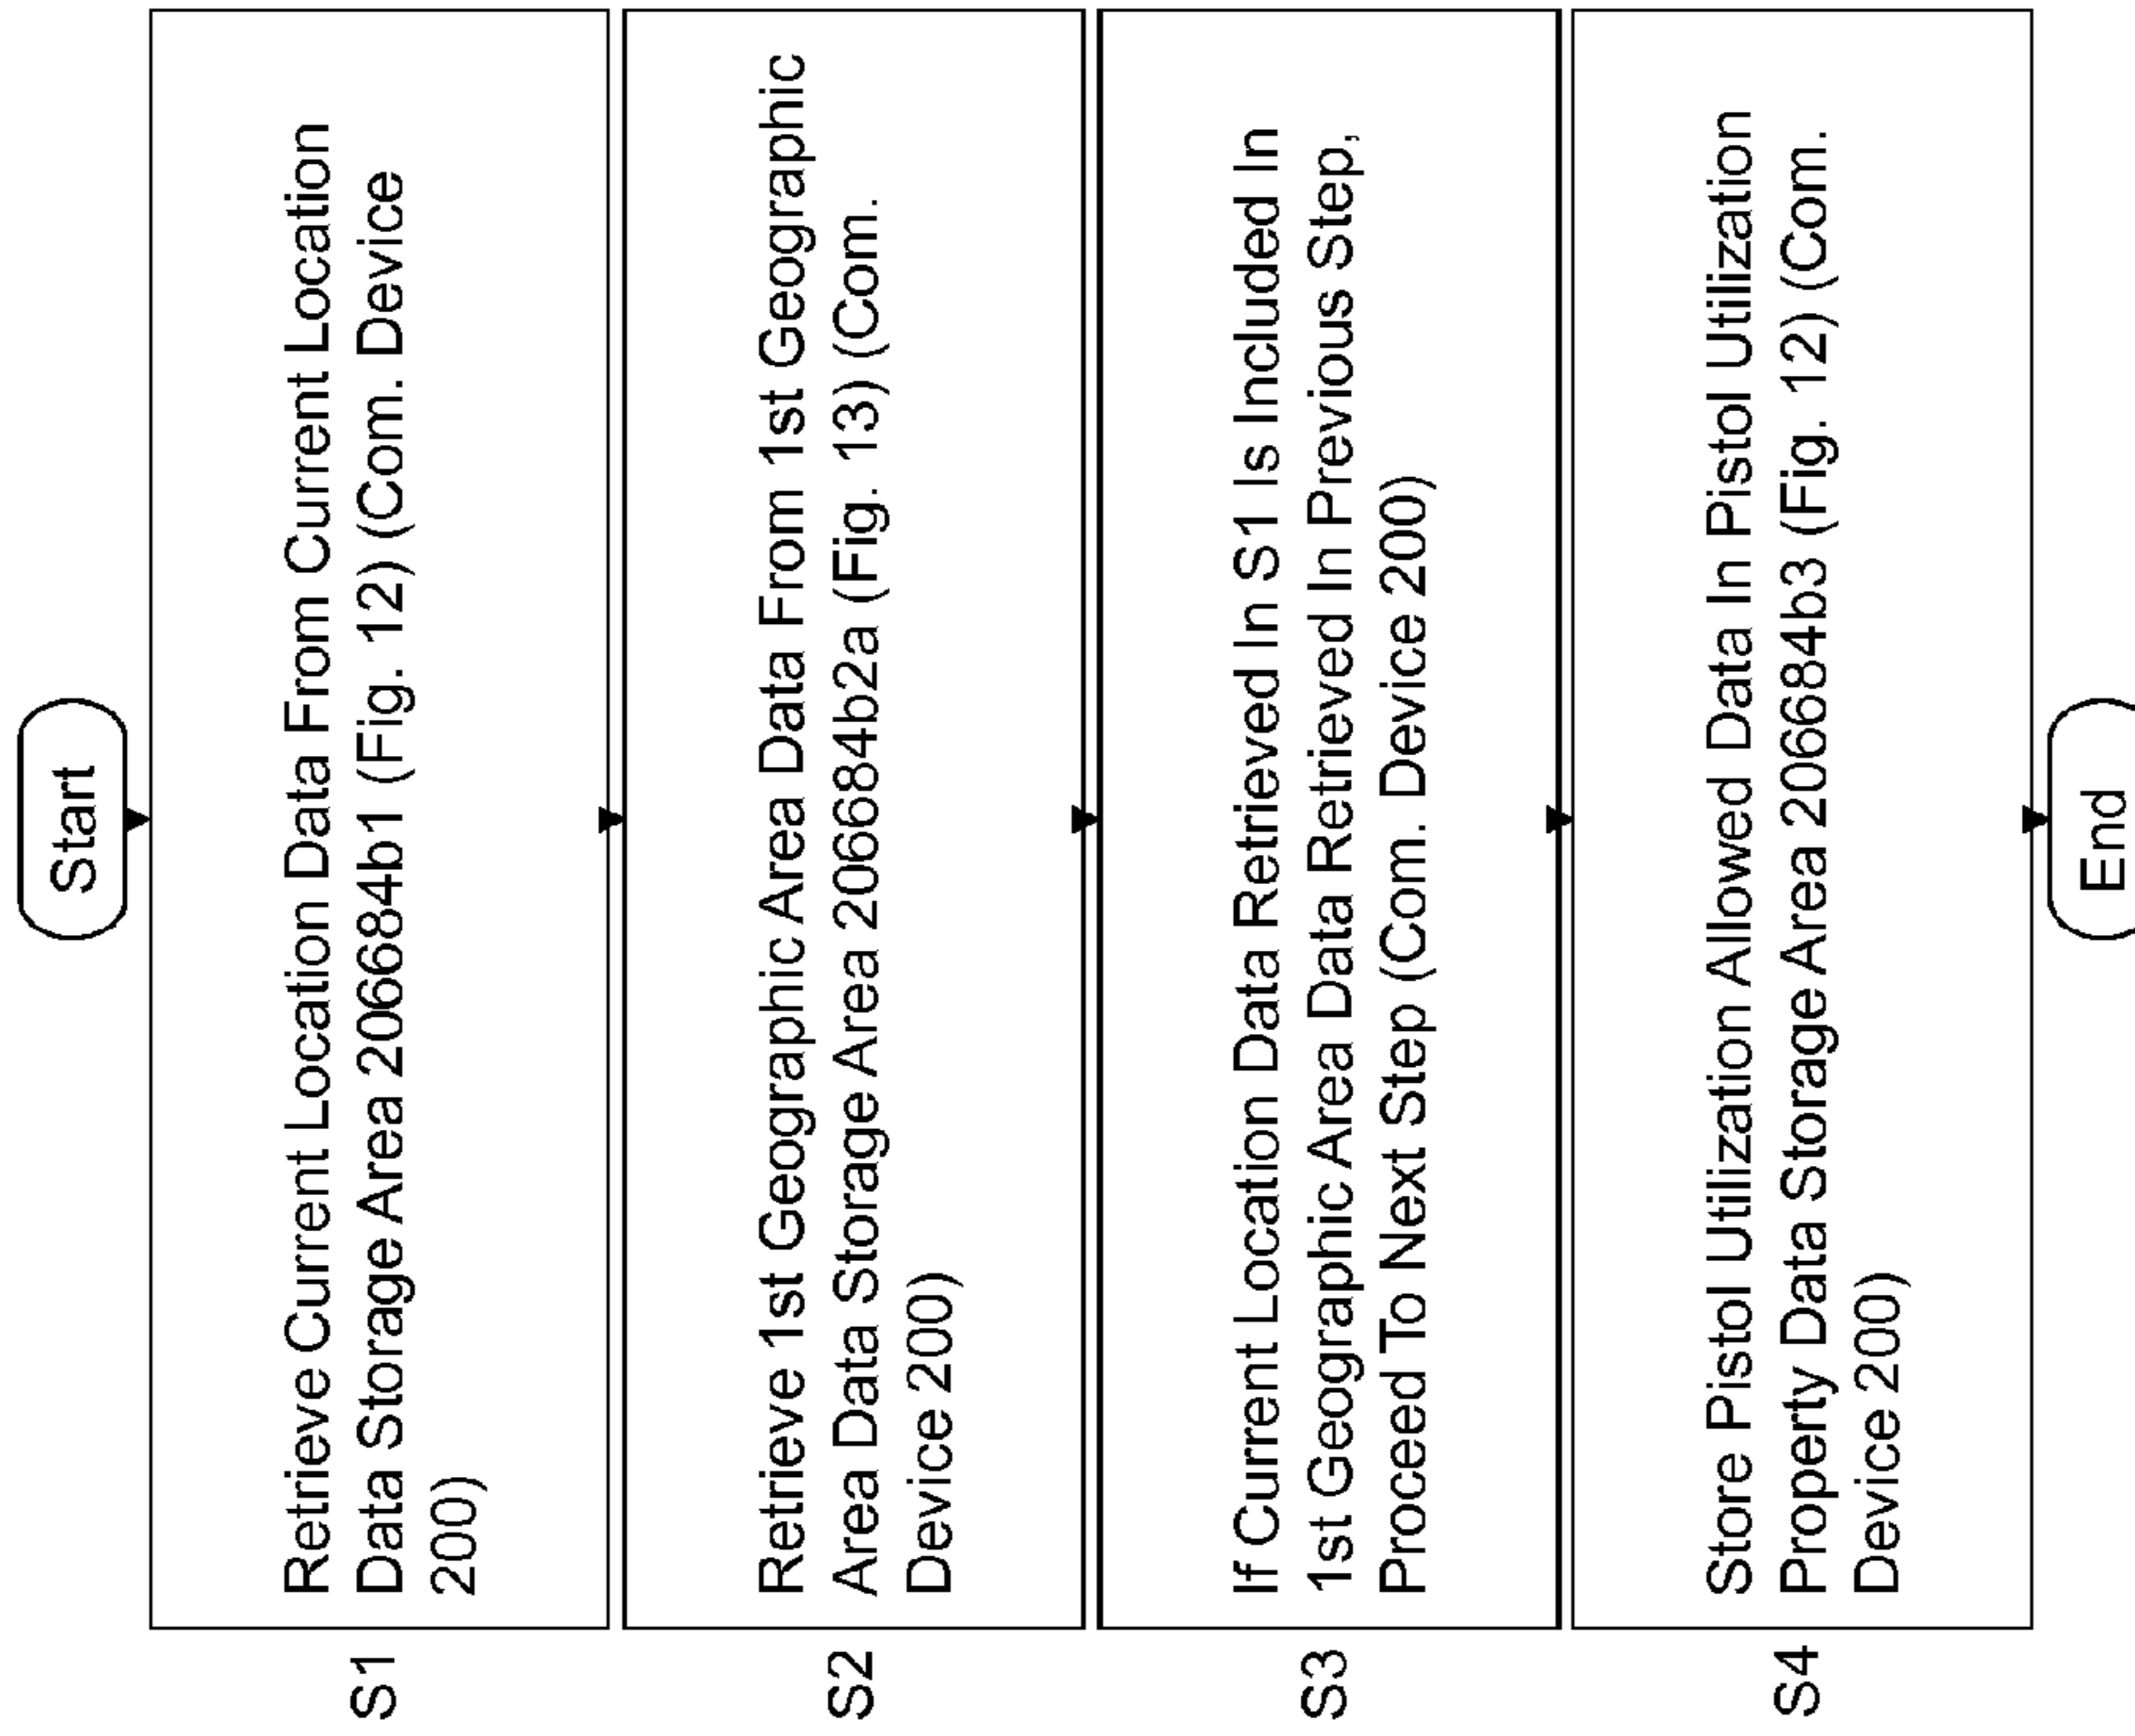 Start
S1
Retrieve Current Location Data From Current Location
Data Storage Area 206684b1 (Fig. 12) (Com. Device
200)
S2
Retrieve 1st Geographic Area Data From 1st Geographic
Area Data Storage Area 206684b2a (Fig. 13) (Com.
Device 200)
S3
If Current Location Data Retrieved In S1 Is Included In
1st Geographic Area Data Retrieved In Previous Step,
Proceed To Next Step (Com. Device 200)
S4
Store Pistol Utilization Allowed Data In Pistol Utilization
Property Data Storage Area 206684b3 (Fig. 12) (Com.
Device 200)
End